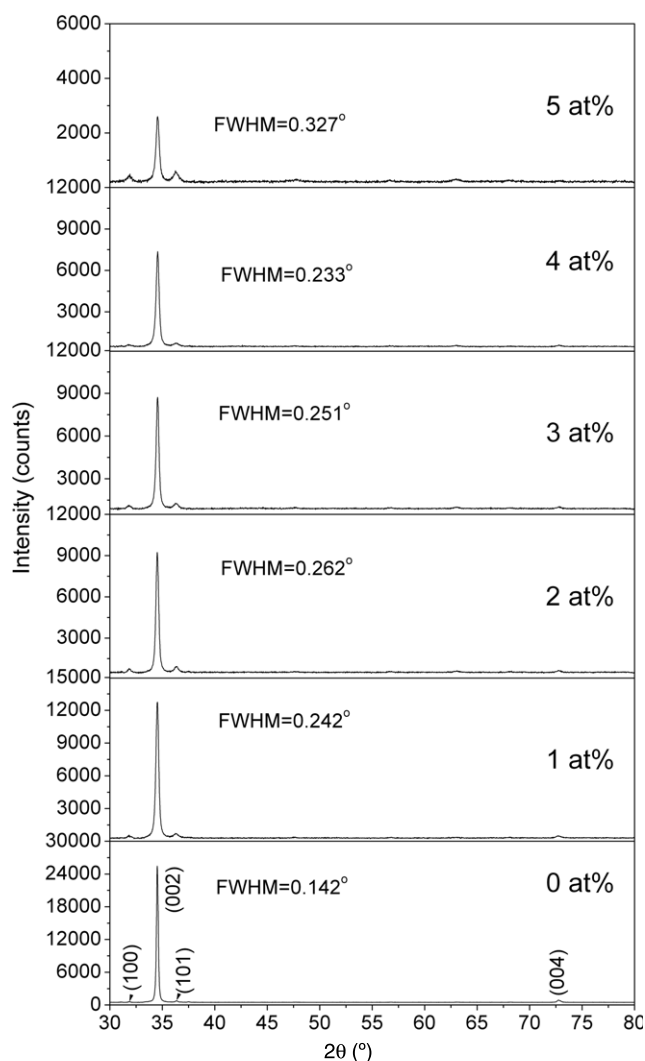 6000
4000
2000
FWHM=0.327°
5 at%
12000
9000
6000
3000
FWHM=0.233°
4 at%
12000
9000
6000
3000
FWHM=0.251°
3 at%
12000
9000
6000
3000
FWHM=0.262°
2 at%
15000
12000
9000
6000
3000
FWHM=0.242°
1 at%
30000
24000
18000
12000
6000
0
FWHM=0.142°
0 at%
(100)
(002)
(101)
(004)
30 35 40 45 50 55 60 65 70 75 80
2θ (°)
Intensity (counts)